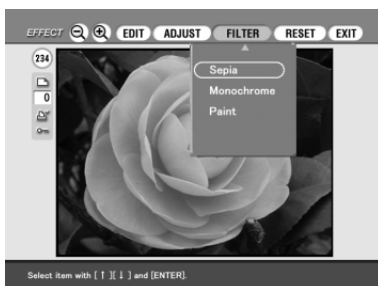 EFFECT EDIT ADJUST FILTER RESET EXIT
234
Sepia
0
Monochrome
Paint
Select item with [ ↑ ][ ↓ ] and [ENTER].